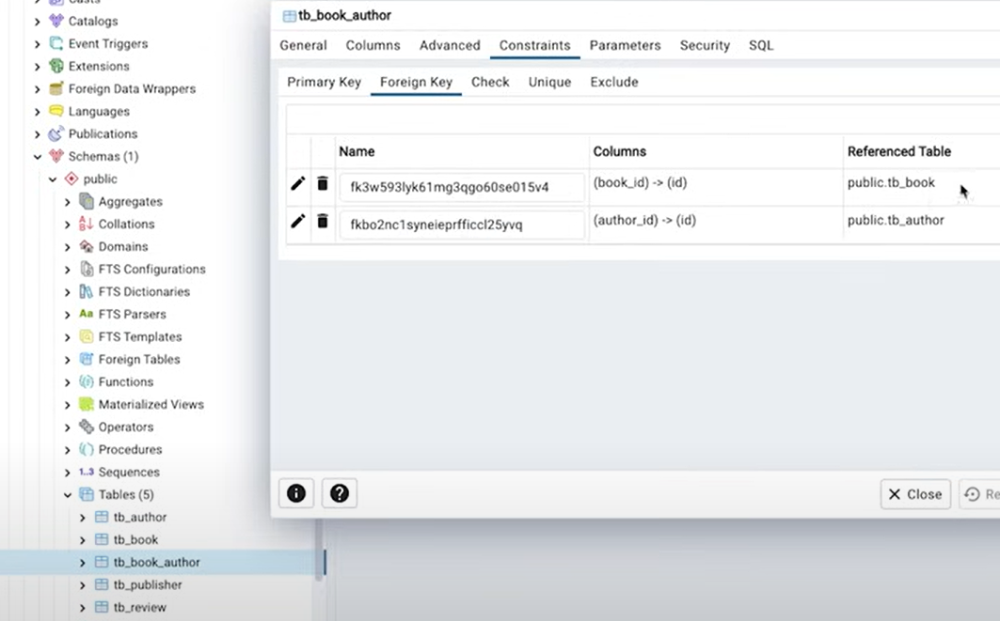 Casts
Catalogs
Event Triggers
Extensions
Foreign Data Wrappers
Languages
Publications
Schemas (1)
public
Aggregates
Collations
Domains
FTS Configurations
FTS Dictionaries
Aa FTS Parsers
FTS Templates
Foreign Tables
Functions
Materialized Views
Operators
Procedures
1..3 Sequences
Tables (5)
tb_author
tb_book
tb_book_author
tb_publisher
tb_review
tb_book_author
General Columns Advanced Constraints Parameters Security SQL
Primary Key Foreign Key Check Unique Exclude
Name Columns Referenced Table
fk3w593lyk61mg3qgo60se015v4 (book_id) -> (id) public.tb_book
fkbo2nc1syneieprfficcl25yvq (author_id) -> (id) public.tb_author
Close Re